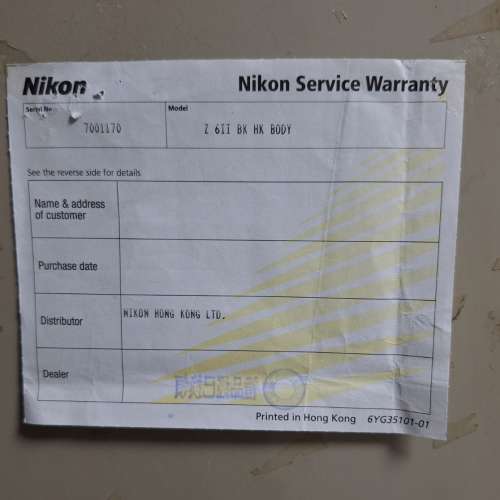 Nikon
Nikon Service Warranty
Serial No.
Model
7001170
Z 6II BK HK BODY
See the reverse side for details
Name & address
of customer
Purchase date
Distributor
NIKON HONG KONG LTD.
Dealer
Printed in Hong Kong 6YG35101-01